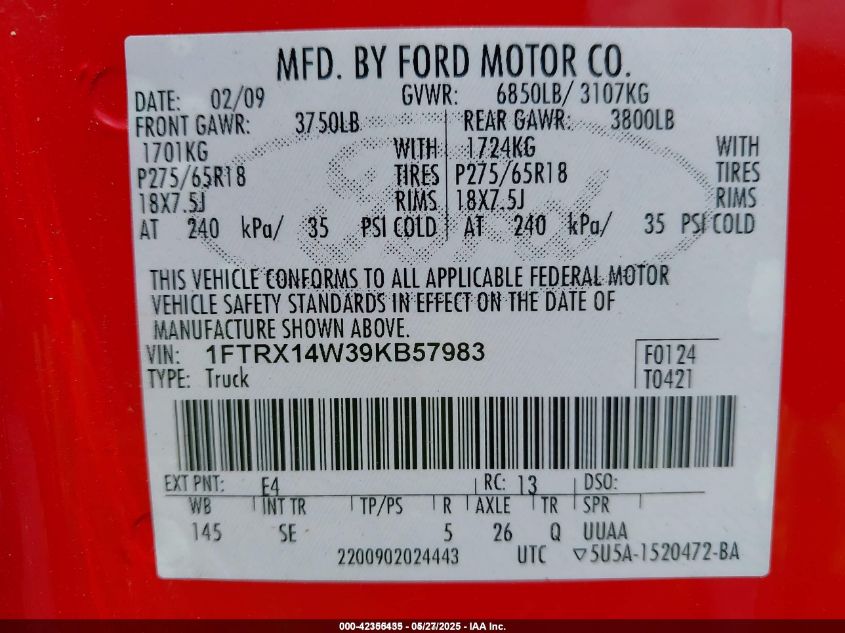 MFD. BY FORD MOTOR CO.
DATE: 02/09 GVWR: 6850LB/ 3107KG
FRONT GAWR: 3750LB REAR GAWR: 3800LB
1701KG WITH 1724KG WITH
P275/65R18 TIRES P275/65R18 TIRES
18X7.5J RIMS 18X7.5J RIMS
AT 240 kPa/ 35 PSI COLD AT 240 kPa/ 35 PSI COLD
THIS VEHICLE CONFORMS TO ALL APPLICABLE FEDERAL MOTOR
VEHICLE SAFETY STANDARDS IN EFFECT ON THE DATE OF
MANUFACTURE SHOWN ABOVE.
VIN: 1FTRX14W39KB57983 F0124
TYPE: Truck T0421
EXT PNT: E4 RC: 13 DSO:
WB INT TR TP/PS R AXLE TR SPR
145 SE 5 26 Q UUAA
2200902024443 UTC ▽5U5A-1520472-BA
000-42355435 - 05/27/2025 - IAA Inc.